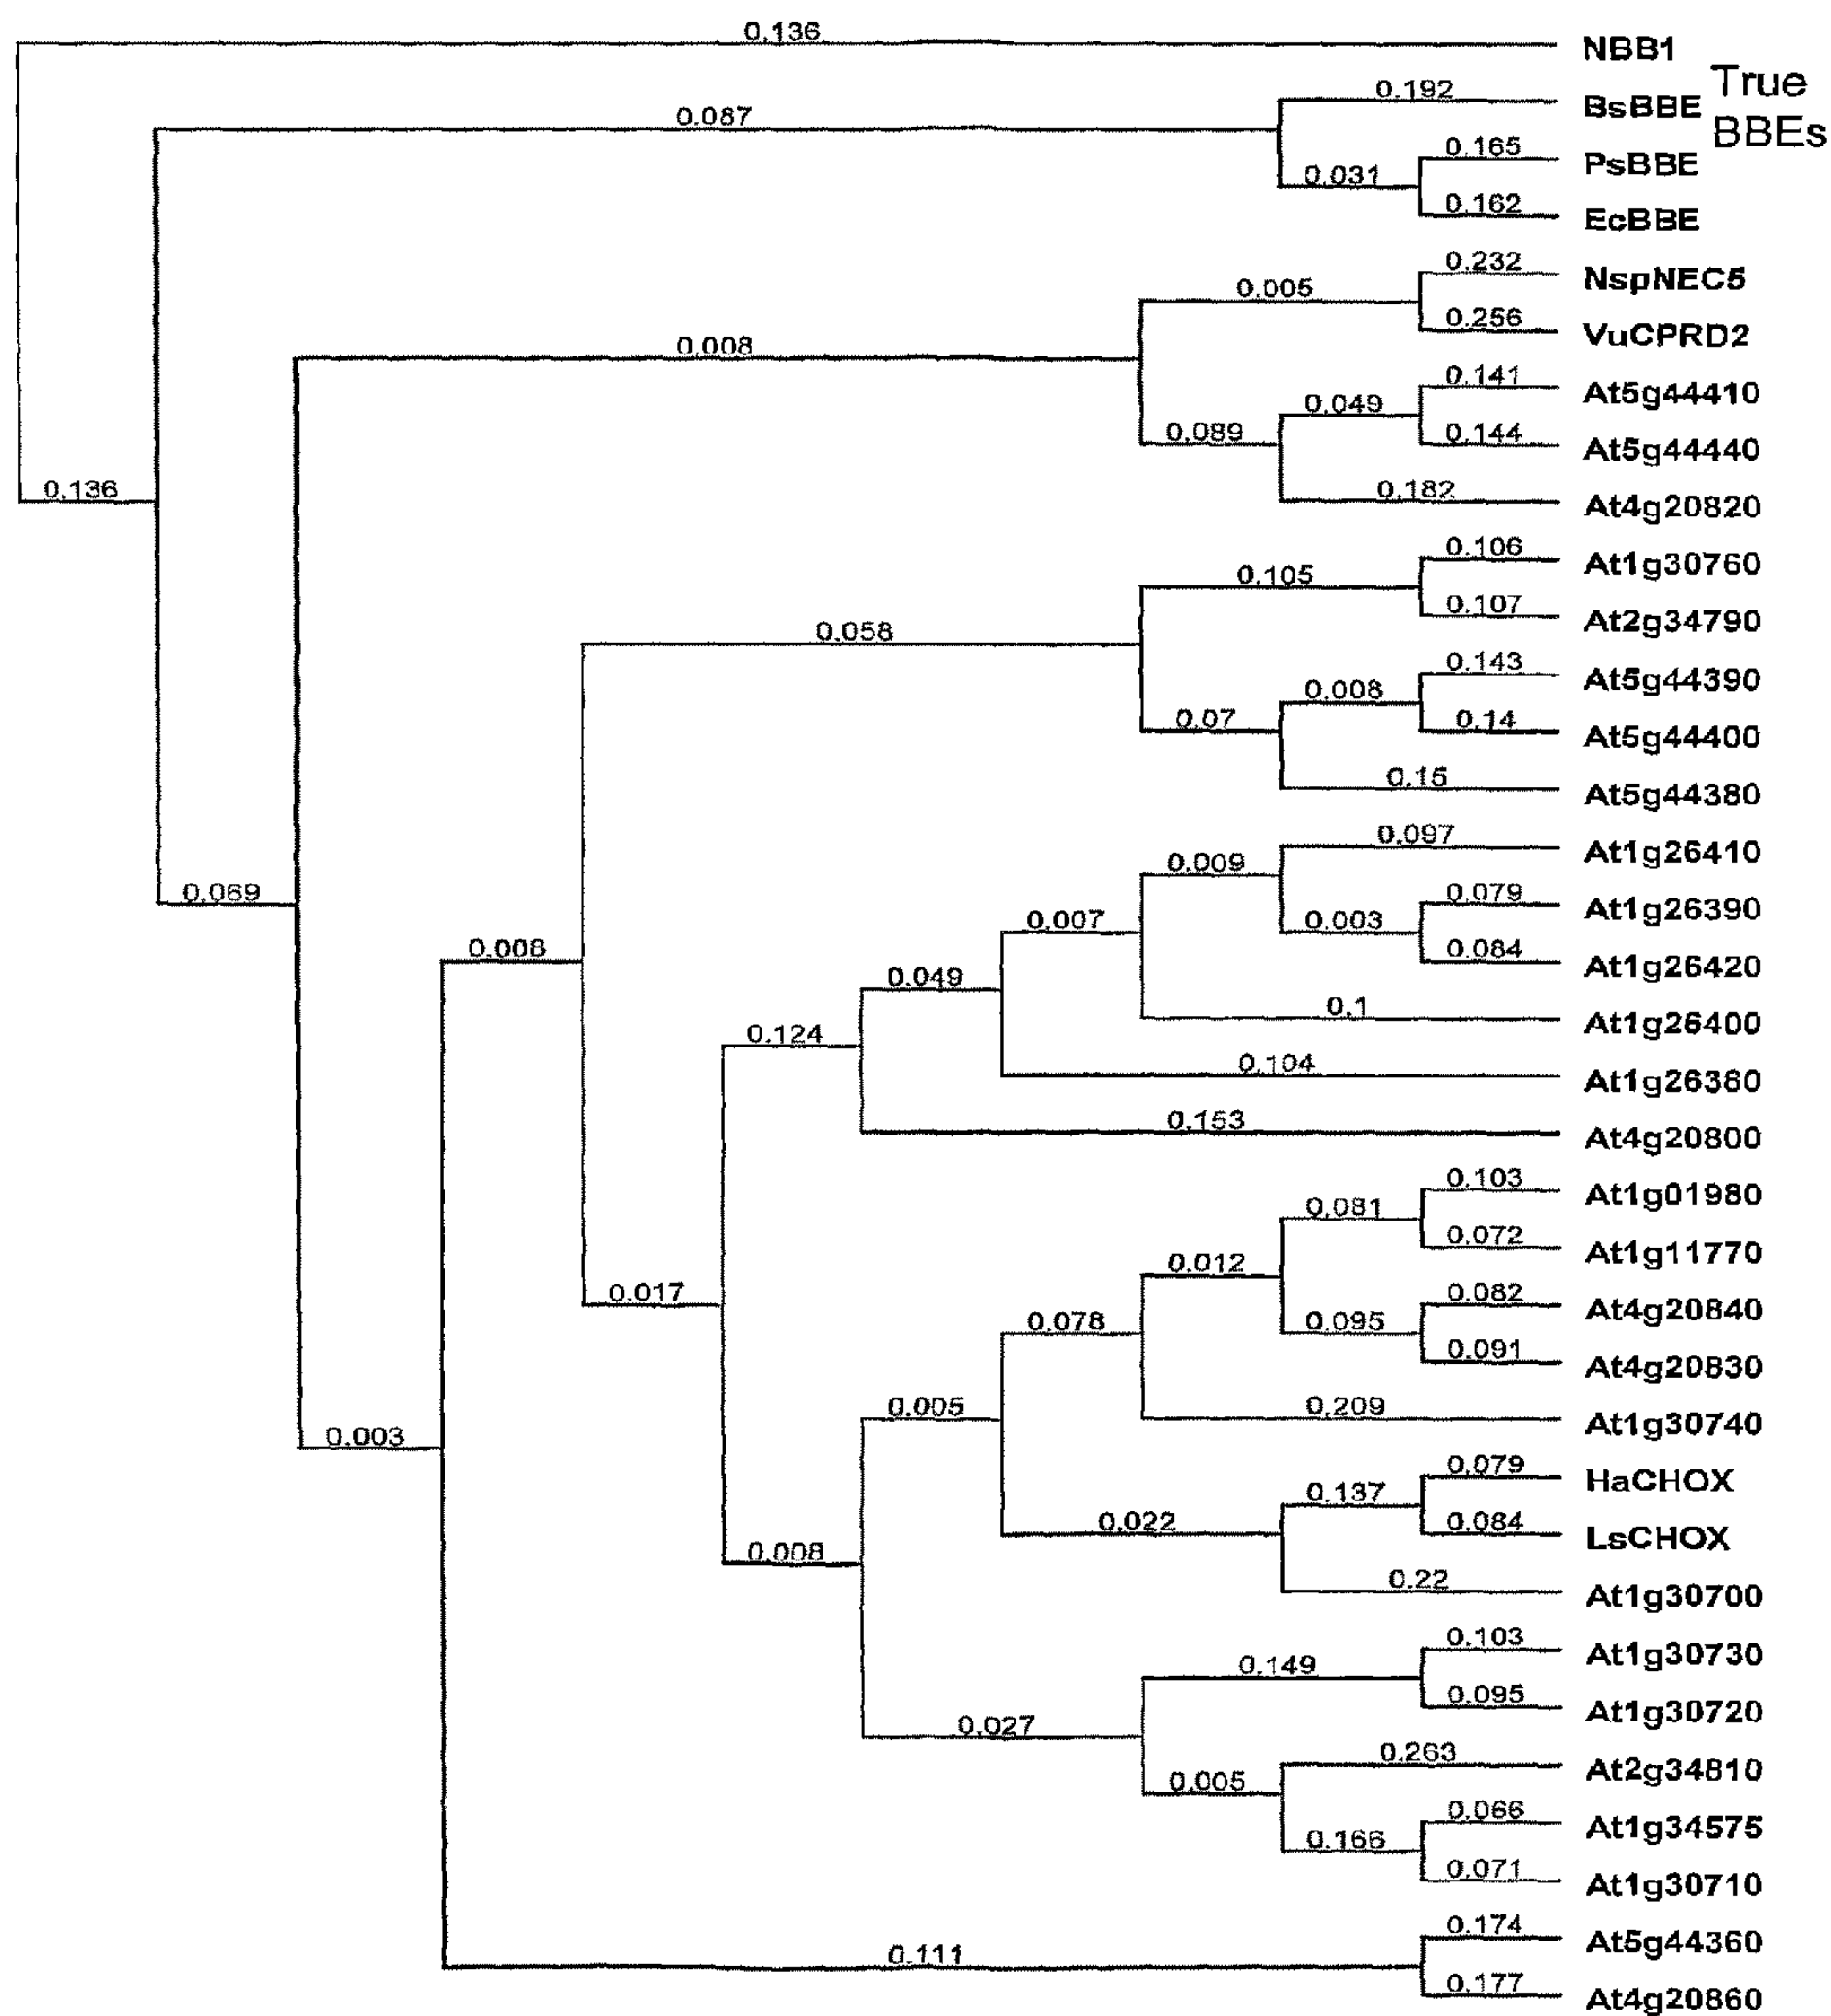 0.136
NBB1
True
0.192
BsBBE
0.087
BBEs
0.165
PsBBE
0.031
0.162
EcBBE
0.232
NspNEC5
0.005
0.256
VuCPRD2
0.008
0.141
At5g44410
0.049
0.144
At5g44440
0.089
0.182
At4g20820
0.136
0.106
At1g30760
0.105
0.107
At2g34790
0.058
0.143
At5g44390
0.008
0.14
At5g44400
0.07
0.15
At5g44380
0.097
At1g26410
0.009
0.079
At1g26390
0.069
0.003
0.007
0.084
At1g26420
0.008
0.049
0.1
At1g26400
0.124
0.104
At1g26380
0.153
At4g20800
0.103
At1g01980
0.081
0.072
At1g11770
0.012
0.082
At4g20840
0.017
0.095
0.078
0.091
At4g20830
0.005
0.209
At1g30740
0.003
0.079
HaCHOX
0.137
0.084
LsCHOX
0.022
0.008
0.22
At1g30700
0.103
At1g30730
0.149
0.095
At1g30720
0.027
0.263
At2g34810
0.005
0.066
At1g34575
0.166
0.071
At1g30710
0.174
At5g44360
0.111
0.177
At4g20860